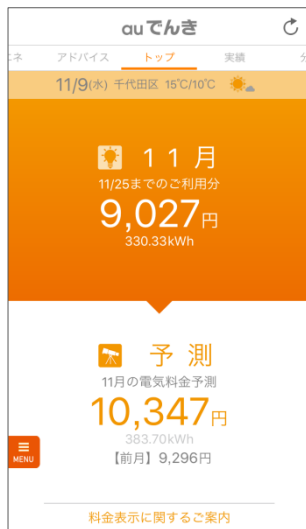 au でんき
エネ アドバイス トップ 実績 分
11/9(水) 千代田区 15℃/10℃
11月
11/25までのご利用分
9,027円
330.33kWh
予測
11月の電気料金予測
10,347円
383.70kWh
【前月】9,296円
MENU
料金表示に関するご案内